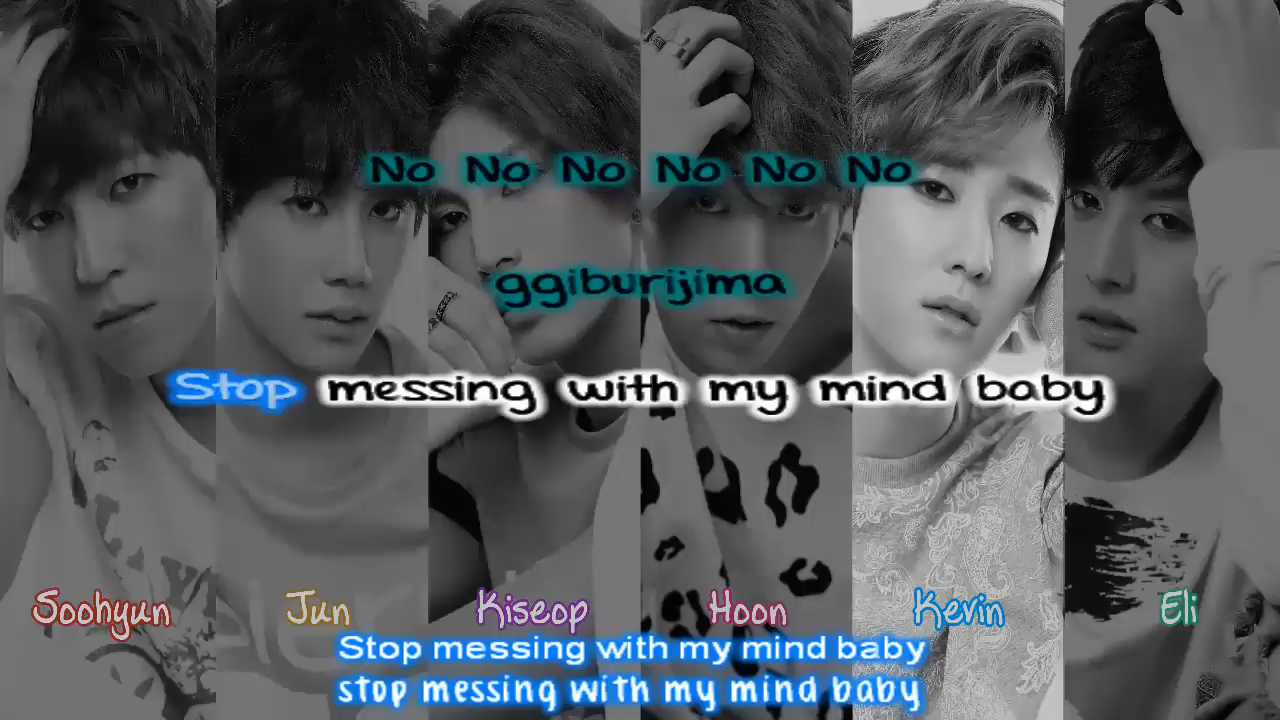 No No No No No No
ggiburijima
Stop messing with my mind baby
Soohyun Jun Kiseop Hoon Kevin Eli
Stop messing with my mind baby
stop messing with my mind baby